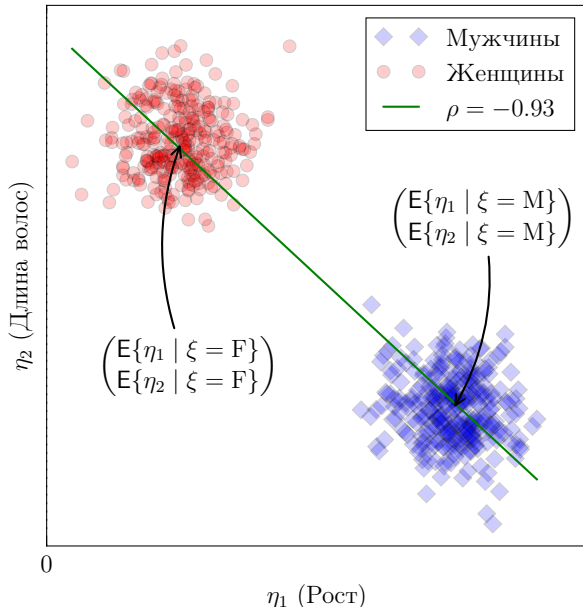 Мужчины
Женщины
ρ = −0.93
E{η₁ | ξ = M}
E{η₂ | ξ = M}
E{η₁ | ξ = F}
E{η₂ | ξ = F}
η₂ (Длина волос)
0
η₁ (Рост)